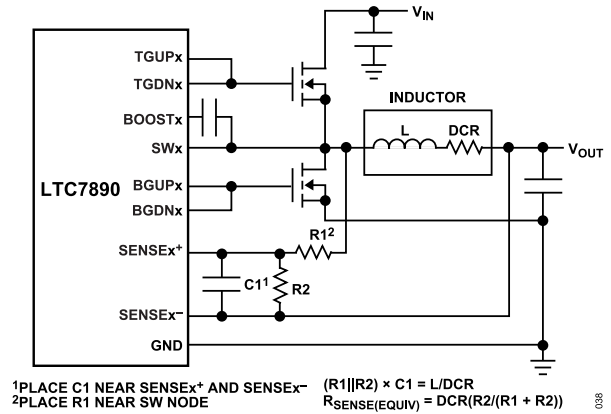 VIN
TGUPx
TGDNx
BOOSTx
SWx
INDUCTOR
L
DCR
VOUT
LTC7890
BGUPx
BGDNx
SENSEx+
R1²
C1¹
R2
SENSEx−
GND
¹PLACE C1 NEAR SENSEx+ AND SENSEx−
²PLACE R1 NEAR SW NODE
(R1||R2) × C1 = L/DCR
RSENSE(EQUIV) = DCR(R2/(R1 + R2))
038